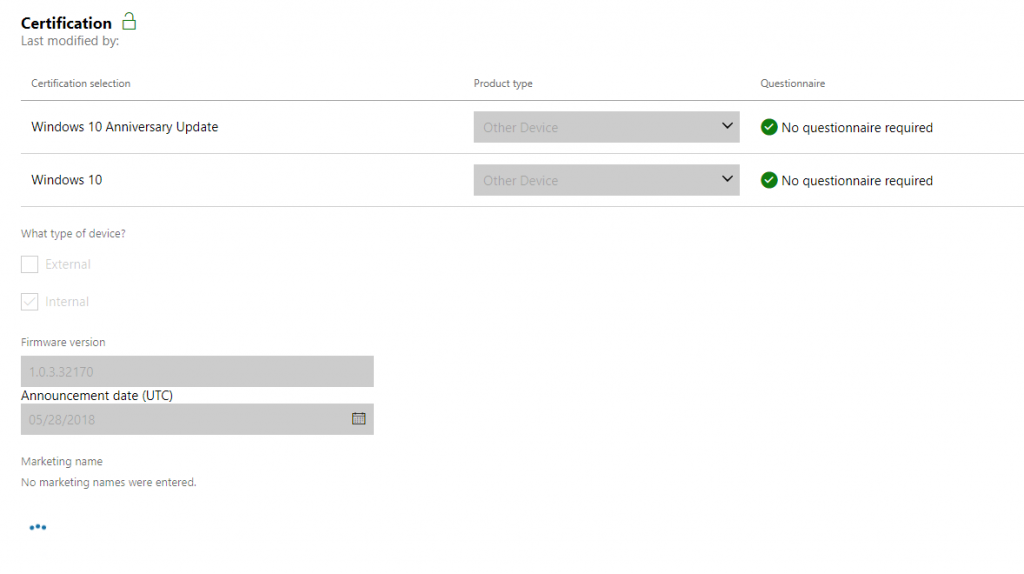 Certification
Last modified by:
Certification selection Product type Questionnaire
Windows 10 Anniversary Update Other Device No questionnaire required
Windows 10 Other Device No questionnaire required
What type of device?
External
Internal
Firmware version
1.0.3.32170
Announcement date (UTC)
05/28/2018
Marketing name
No marketing names were entered.